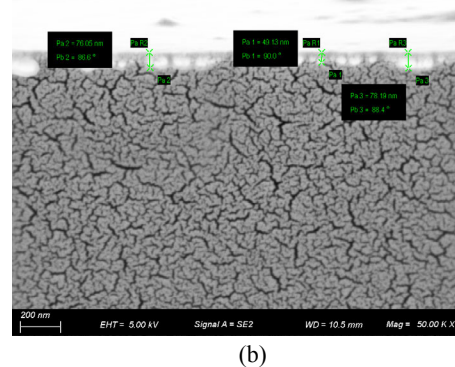 Pa 2 = 76.05 nm
Pb 2 = 86.6°
Pa R2
Pa 2
Pa 1 = 49.13 nm
Pb 1 = 90.0°
Pa R1
Pa 1
Pa R3
Pa 3
Pa 3 = 78.19 nm
Pb 3 = 88.4°
200 nm
EHT = 5.00 kV
Signal A = SE2
WD = 10.5 mm
Mag = 50.00 K X
(b)